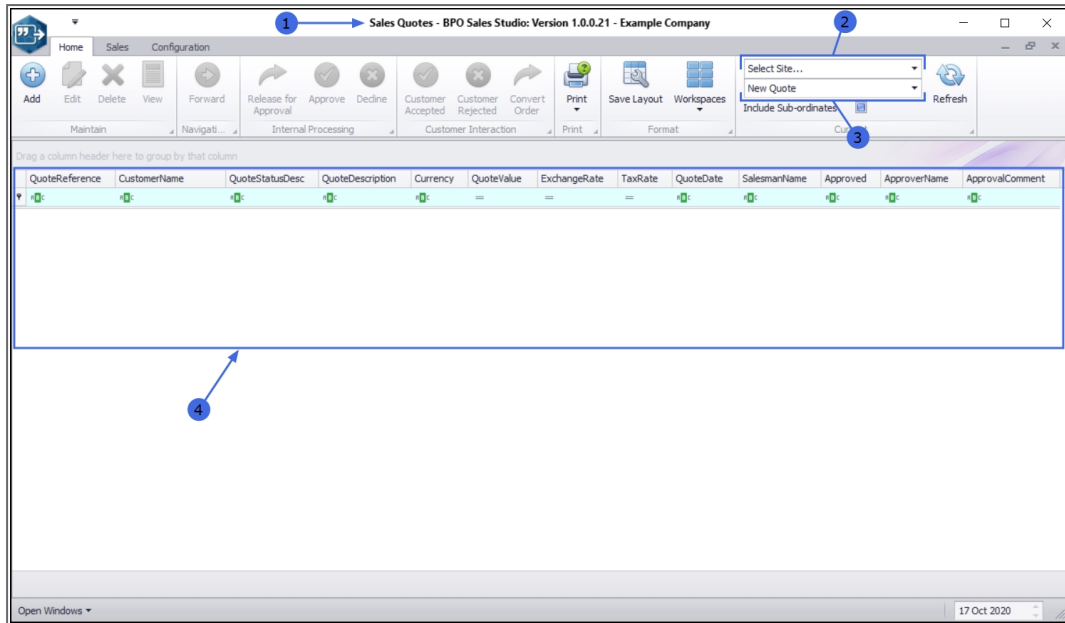 1
Sales Quotes - BPO Sales Studio: Version 1.0.0.21 - Example Company
2
Home Sales Configuration
Add Edit Delete View Forward Release for Approval Approve Decline Customer Accepted Customer Rejected Convert Order Print Save Layout Workspaces Select Site... Refresh
New Quote
Include Sub-ordinates
3
Maintain Navigati... Internal Processing Customer Interaction Print Format
Drag a column header here to group by that column
QuoteReference CustomerName QuoteStatusDesc QuoteDescription Currency QuoteValue ExchangeRate TaxRate QuoteDate SalesmanName Approved ApproverName ApprovalComment
4
Open Windows 17 Oct 2020